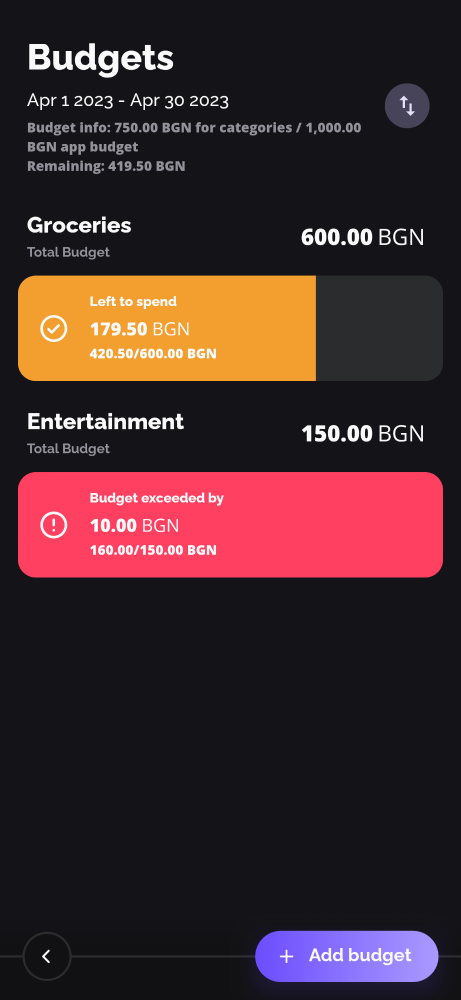 Budgets
Apr 1 2023 - Apr 30 2023
Budget info: 750.00 BGN for categories / 1,000.00
BGN app budget
Remaining: 419.50 BGN
Groceries
Total Budget
600.00 BGN
Left to spend
179.50 BGN
420.50/600.00 BGN
Entertainment
Total Budget
150.00 BGN
Budget exceeded by
10.00 BGN
160.00/150.00 BGN
Add budget